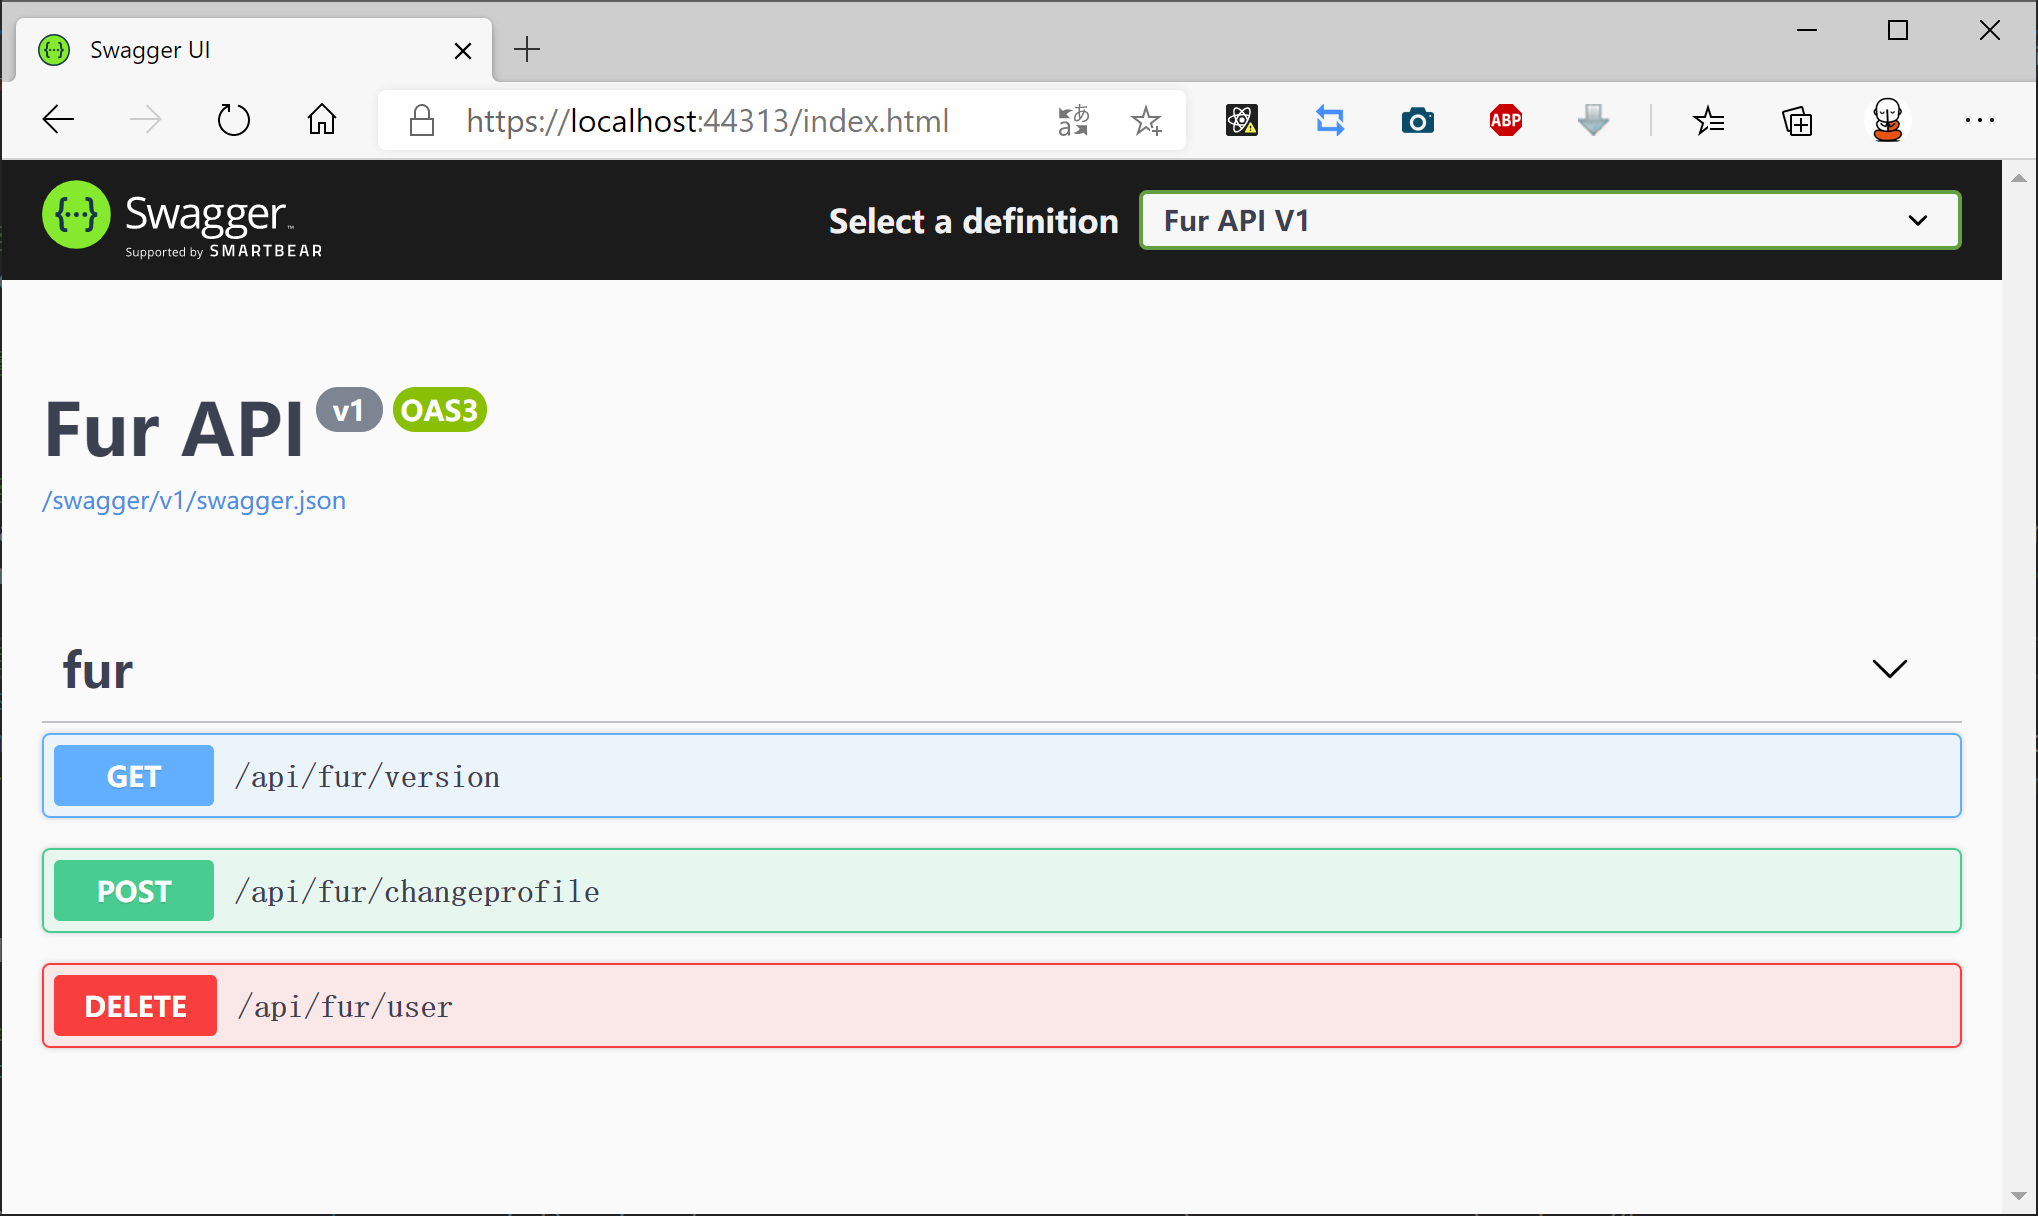 Swagger UI
https://localhost:44313/index.html
ABP
Swagger™
Supported by SMARTBEAR
Select a definition
Fur API V1
Fur API v1 OAS3
/swagger/v1/swagger.json
fur
GET /api/fur/version
POST /api/fur/changeprofile
DELETE /api/fur/user